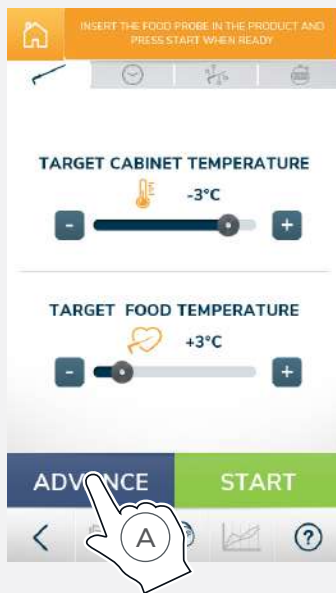 INSERT THE FOOD PROBE IN THE PRODUCT AND
PRESS START WHEN READY
TARGET CABINET TEMPERATURE
-3°C
- +
TARGET FOOD TEMPERATURE
+3°C
- +
ADVANCE START
A
?